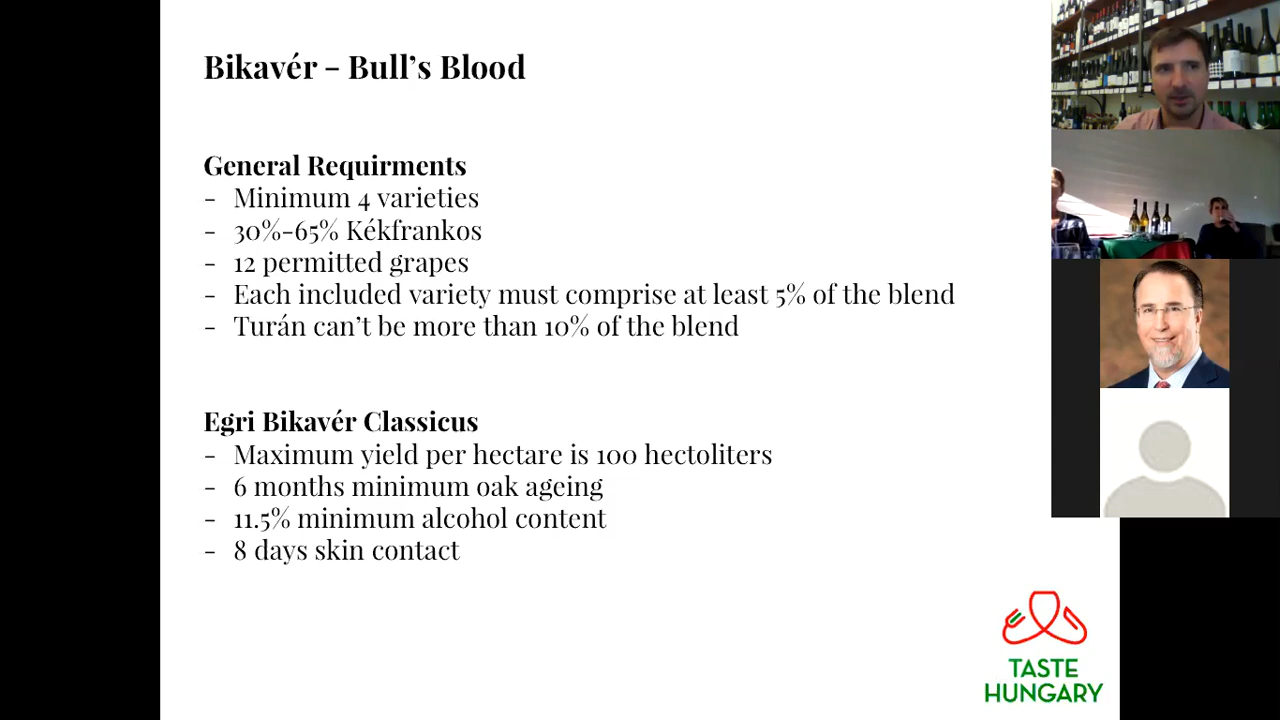 Bikavér – Bull's Blood
General Requirments
- Minimum 4 varieties
- 30%-65% Kékfrankos
- 12 permitted grapes
- Each included variety must comprise at least 5% of the blend
- Turán can't be more than 10% of the blend
Egri Bikavér Classicus
- Maximum yield per hectare is 100 hectoliters
- 6 months minimum oak ageing
- 11.5% minimum alcohol content
- 8 days skin contact
TASTE
HUNGARY